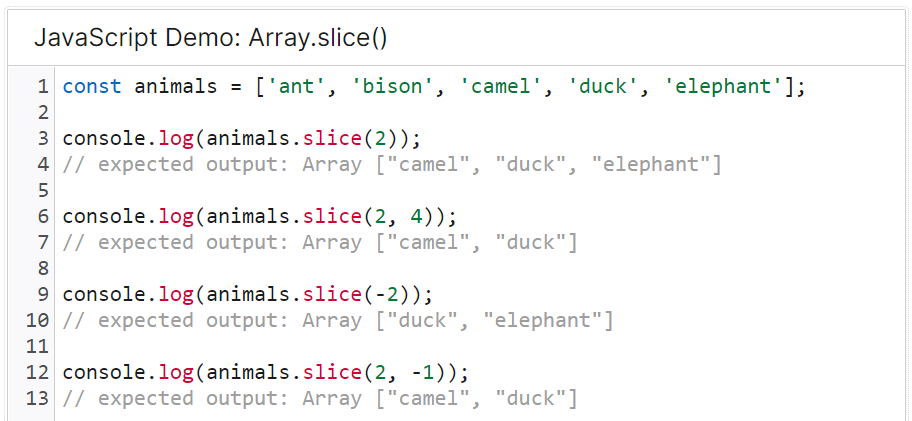 JavaScript Demo: Array.slice()
1 const animals = ['ant', 'bison', 'camel', 'duck', 'elephant'];
2
3 console.log(animals.slice(2));
4 // expected output: Array ["camel", "duck", "elephant"]
5
6 console.log(animals.slice(2, 4));
7 // expected output: Array ["camel", "duck"]
8
9 console.log(animals.slice(-2));
10 // expected output: Array ["duck", "elephant"]
11
12 console.log(animals.slice(2, -1));
13 // expected output: Array ["camel", "duck"]